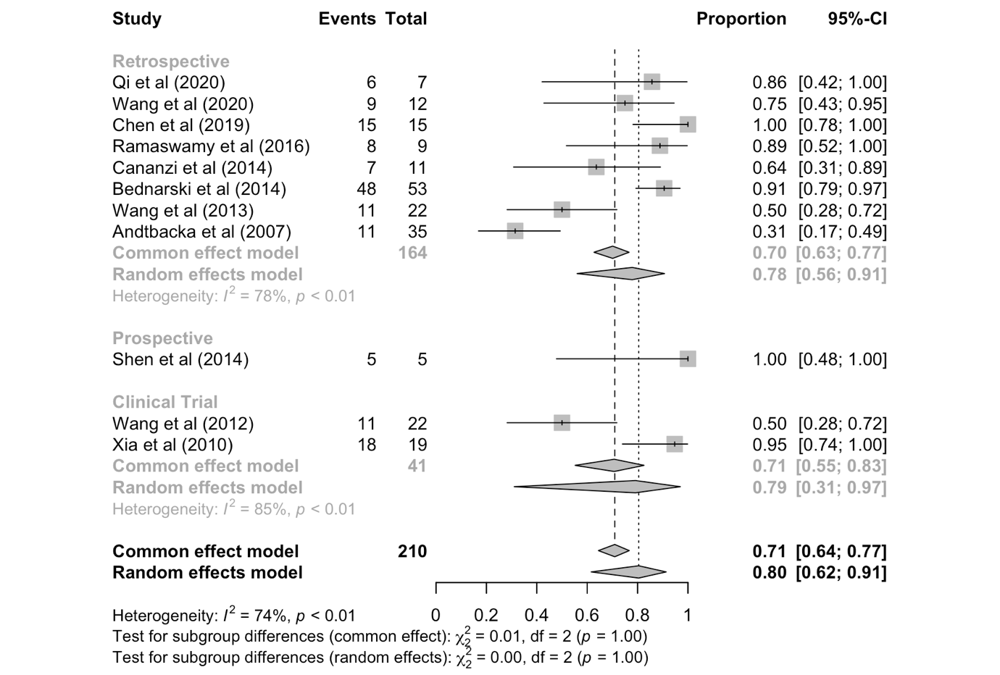 Study Events Total Proportion 95%-CI
Retrospective
Qi et al (2020) 6 7 0.86 [0.42; 1.00]
Wang et al (2020) 9 12 0.75 [0.43; 0.95]
Chen et al (2019) 15 15 1.00 [0.78; 1.00]
Ramaswamy et al (2016) 8 9 0.89 [0.52; 1.00]
Cananzi et al (2014) 7 11 0.64 [0.31; 0.89]
Bednarski et al (2014) 48 53 0.91 [0.79; 0.97]
Wang et al (2013) 11 22 0.50 [0.28; 0.72]
Andtbacka et al (2007) 11 35 0.31 [0.17; 0.49]
Common effect model 164 0.70 [0.63; 0.77]
Random effects model 0.78 [0.56; 0.91]
Heterogeneity: I² = 78%, p < 0.01
Prospective
Shen et al (2014) 5 5 1.00 [0.48; 1.00]
Clinical Trial
Wang et al (2012) 11 22 0.50 [0.28; 0.72]
Xia et al (2010) 18 19 0.95 [0.74; 1.00]
Common effect model 41 0.71 [0.55; 0.83]
Random effects model 0.79 [0.31; 0.97]
Heterogeneity: I² = 85%, p < 0.01
Common effect model 210 0.71 [0.64; 0.77]
Random effects model 0.80 [0.62; 0.91]
Heterogeneity: I² = 74%, p < 0.01 0 0.2 0.4 0.6 0.8 1
Test for subgroup differences (common effect): χ²₂ = 0.01, df = 2 (p = 1.00)
Test for subgroup differences (random effects): χ²₂ = 0.00, df = 2 (p = 1.00)